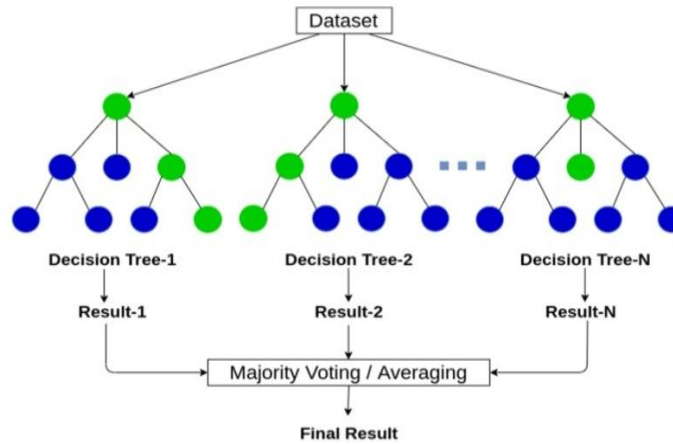 Dataset
Decision Tree-1
Decision Tree-2
Decision Tree-N
Result-1
Result-2
Result-N
Majority Voting / Averaging
Final Result